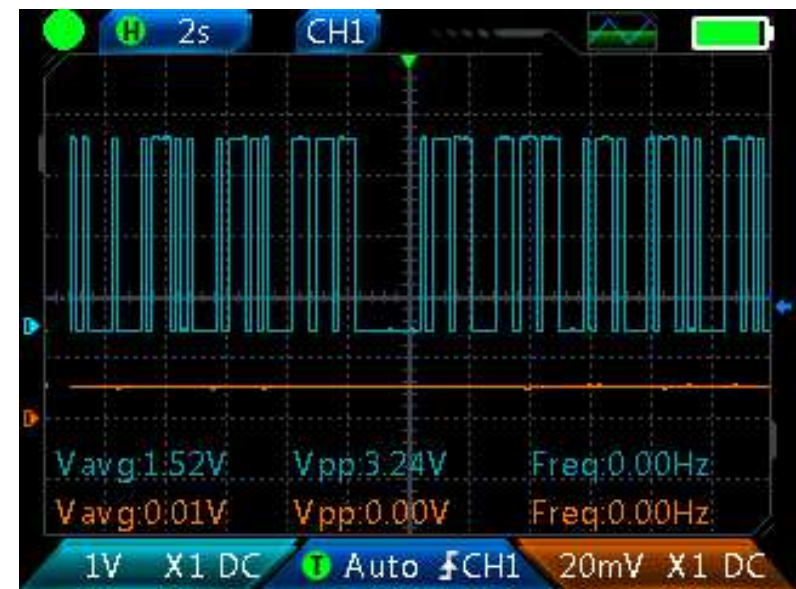 H 2s CH1
Vavg:1.52V Vpp:3.24V Freq:0.00Hz
Vavg:0.01V Vpp:0.00V Freq:0.00Hz
1V X1 DC T Auto CH1 20mV X1 DC